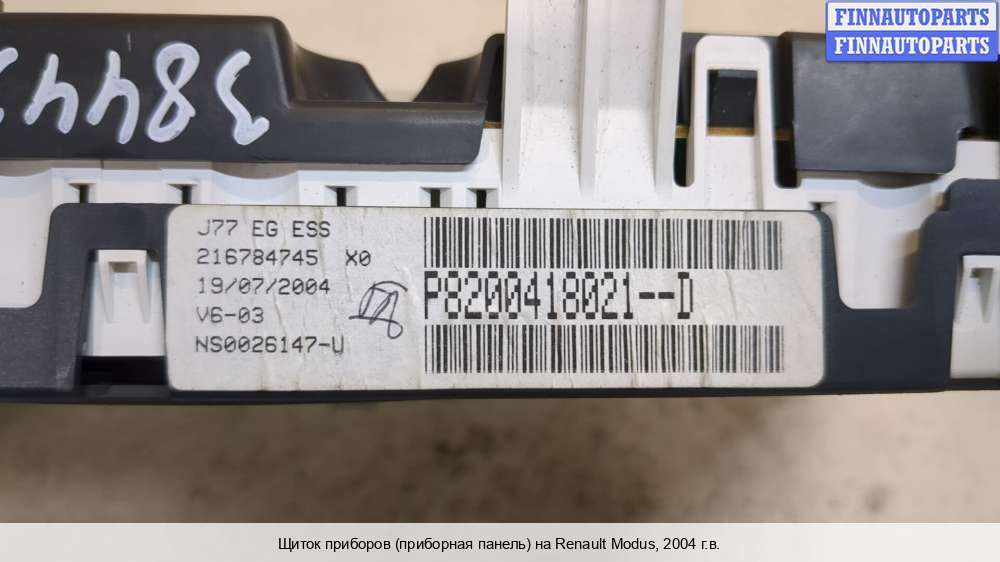 FINNAUTOPARTS
FINNAUTOPARTS
3844
J77 EG ESS
216784745 X0
19/07/2004
V6-03
NS0026147-U
P8200418021--D
Щиток приборов (приборная панель) на Renault Modus, 2004 г.в.